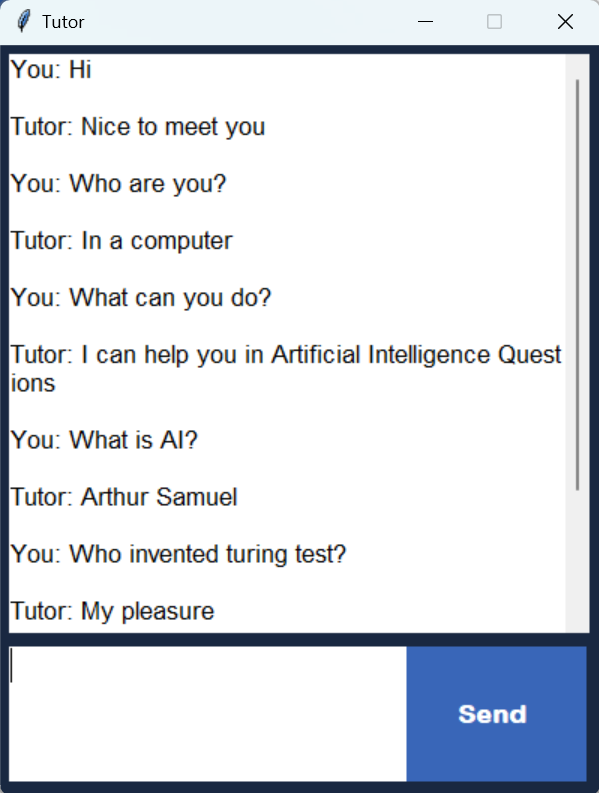 Tutor
You: Hi
Tutor: Nice to meet you
You: Who are you?
Tutor: In a computer
You: What can you do?
Tutor: I can help you in Artificial Intelligence Quest
ions
You: What is AI?
Tutor: Arthur Samuel
You: Who invented turing test?
Tutor: My pleasure
Send